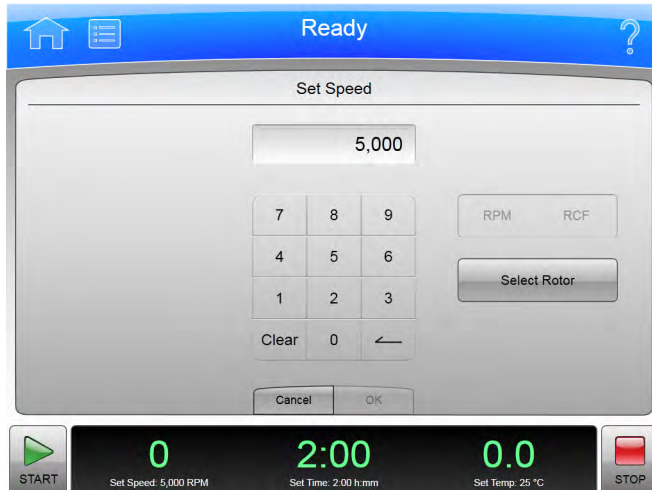 Ready
?
Set Speed
5,000
7 8 9
RPM RCF
4 5 6
Select Rotor
1 2 3
Clear 0
Cancel OK
0 2:00 0.0
START Set Speed: 5,000 RPM Set Time: 2:00 h:mm Set Temp: 25 °C STOP